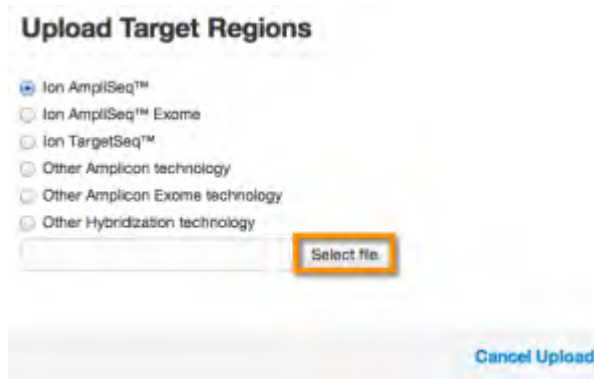 Upload Target Regions
Ion AmpliSeq™
Ion AmpliSeq™ Exome
Ion TargetSeq™
Other Amplicon technology
Other Amplicon Exome technology
Other Hybridization technology
Select file
Cancel Upload